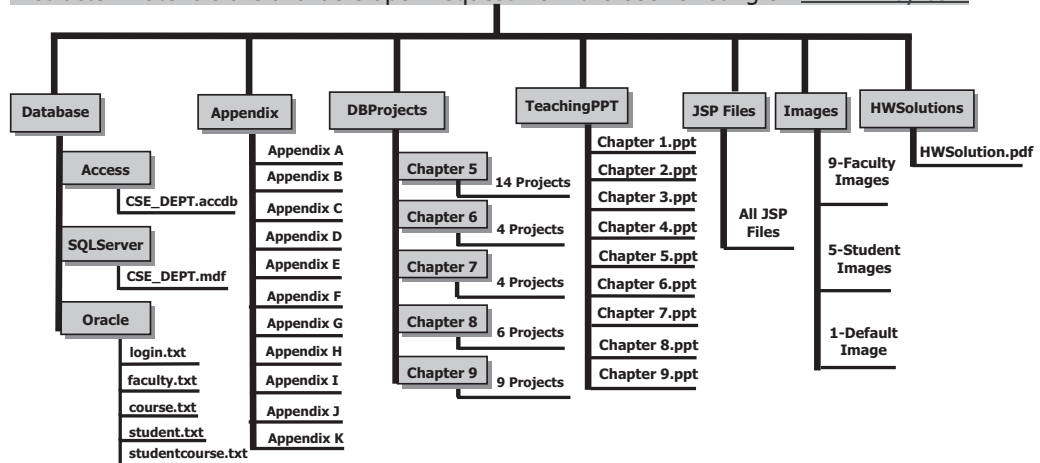 Database
Access
CSE_DEPT.accdb
SQLServer
CSE_DEPT.mdf
Oracle
login.txt
faculty.txt
course.txt
student.txt
studentcourse.txt
Appendix
Appendix A
Appendix B
Appendix C
Appendix D
Appendix E
Appendix F
Appendix G
Appendix H
Appendix I
Appendix J
Appendix K
DBProjects
Chapter 5
14 Projects
Chapter 6
4 Projects
Chapter 7
4 Projects
Chapter 8
6 Projects
Chapter 9
9 Projects
TeachingPPT
Chapter 1.ppt
Chapter 2.ppt
Chapter 3.ppt
Chapter 4.ppt
Chapter 5.ppt
Chapter 6.ppt
Chapter 7.ppt
Chapter 8.ppt
Chapter 9.ppt
JSP Files
All JSP
Files
Images
9-Faculty
Images
5-Student
Images
1-Default
Image
HWSolutions
HWSolution.pdf